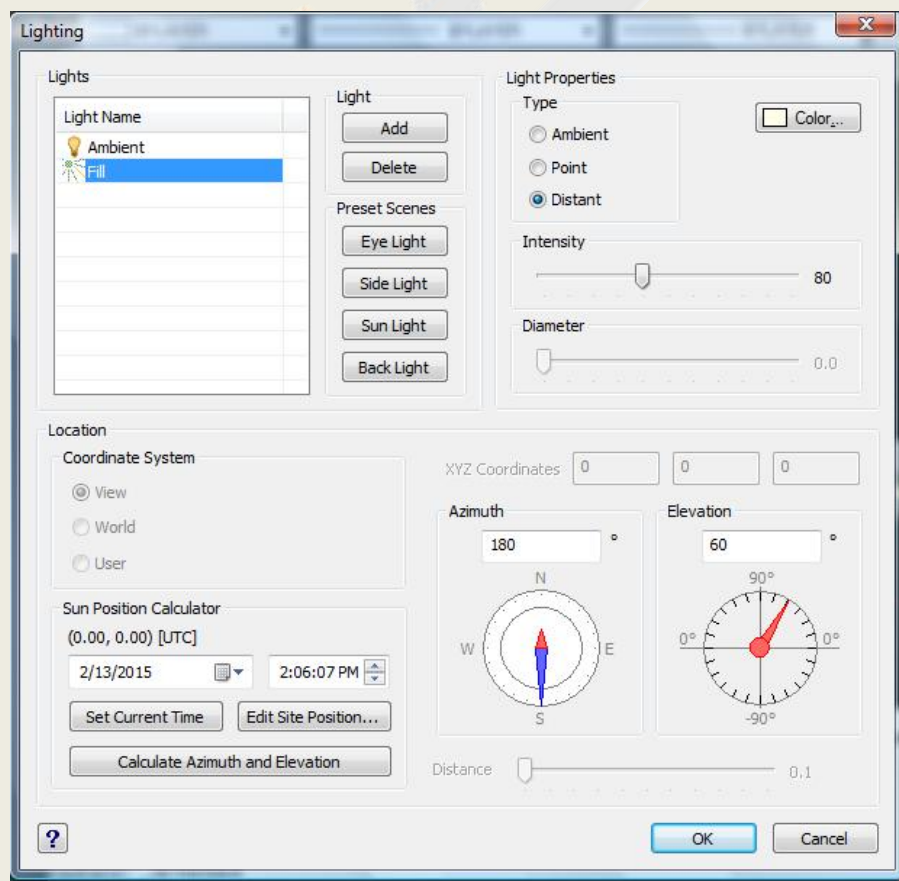 Lighting
Lights
Light Name
Ambient
Fill
Light
Add
Delete
Preset Scenes
Eye Light
Side Light
Sun Light
Back Light
Light Properties
Type
Ambient
Point
Distant
Color...
Intensity
80
Diameter
0.0
Location
Coordinate System
View
World
User
Sun Position Calculator
(0.00, 0.00) [UTC]
2/13/2015 2:06:07 PM
Set Current Time Edit Site Position...
Calculate Azimuth and Elevation
XYZ Coordinates 0 0 0
Azimuth
180 °
N
W E
S
Elevation
60 °
90°
0° 0°
-90°
Distance 0.1
? OK Cancel